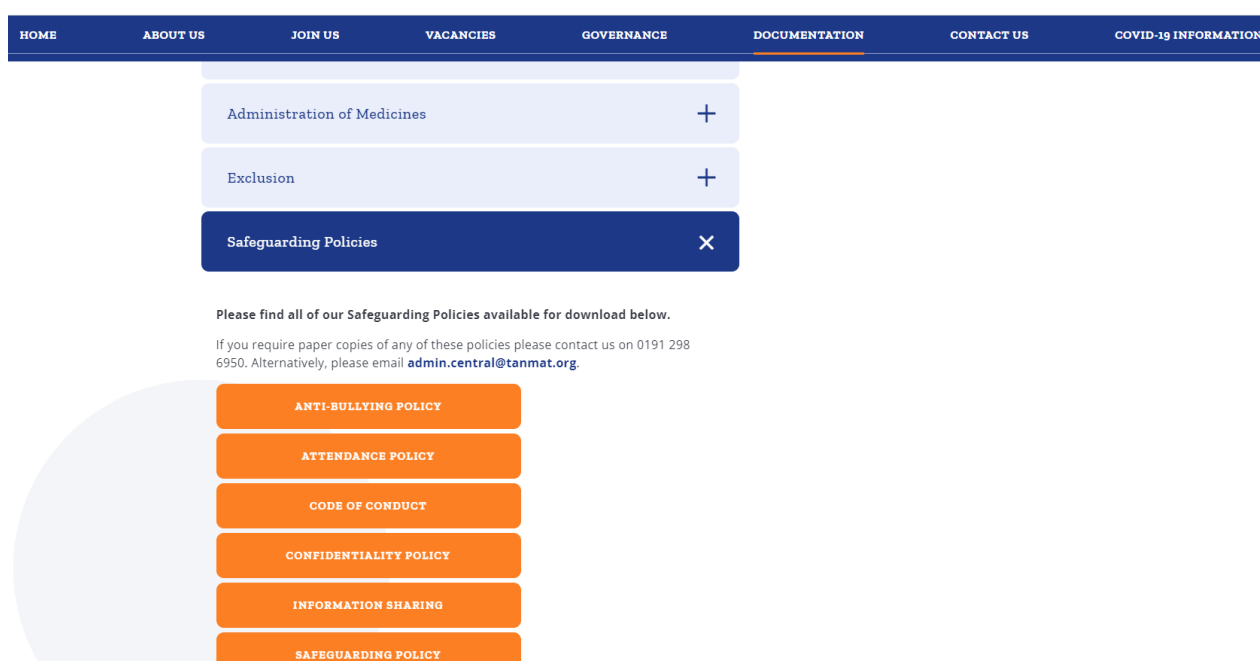 HOME ABOUT US JOIN US VACANCIES GOVERNANCE DOCUMENTATION CONTACT US COVID-19 INFORMATION
Administration of Medicines
Exclusion
Safeguarding Policies
Please find all of our Safeguarding Policies available for download below.
If you require paper copies of any of these policies please contact us on 0191 298
6950. Alternatively, please email admin.central@tanmat.org.
ANTI-BULLYING POLICY
ATTENDANCE POLICY
CODE OF CONDUCT
CONFIDENTIALITY POLICY
INFORMATION SHARING
SAFEGUARDING POLICY